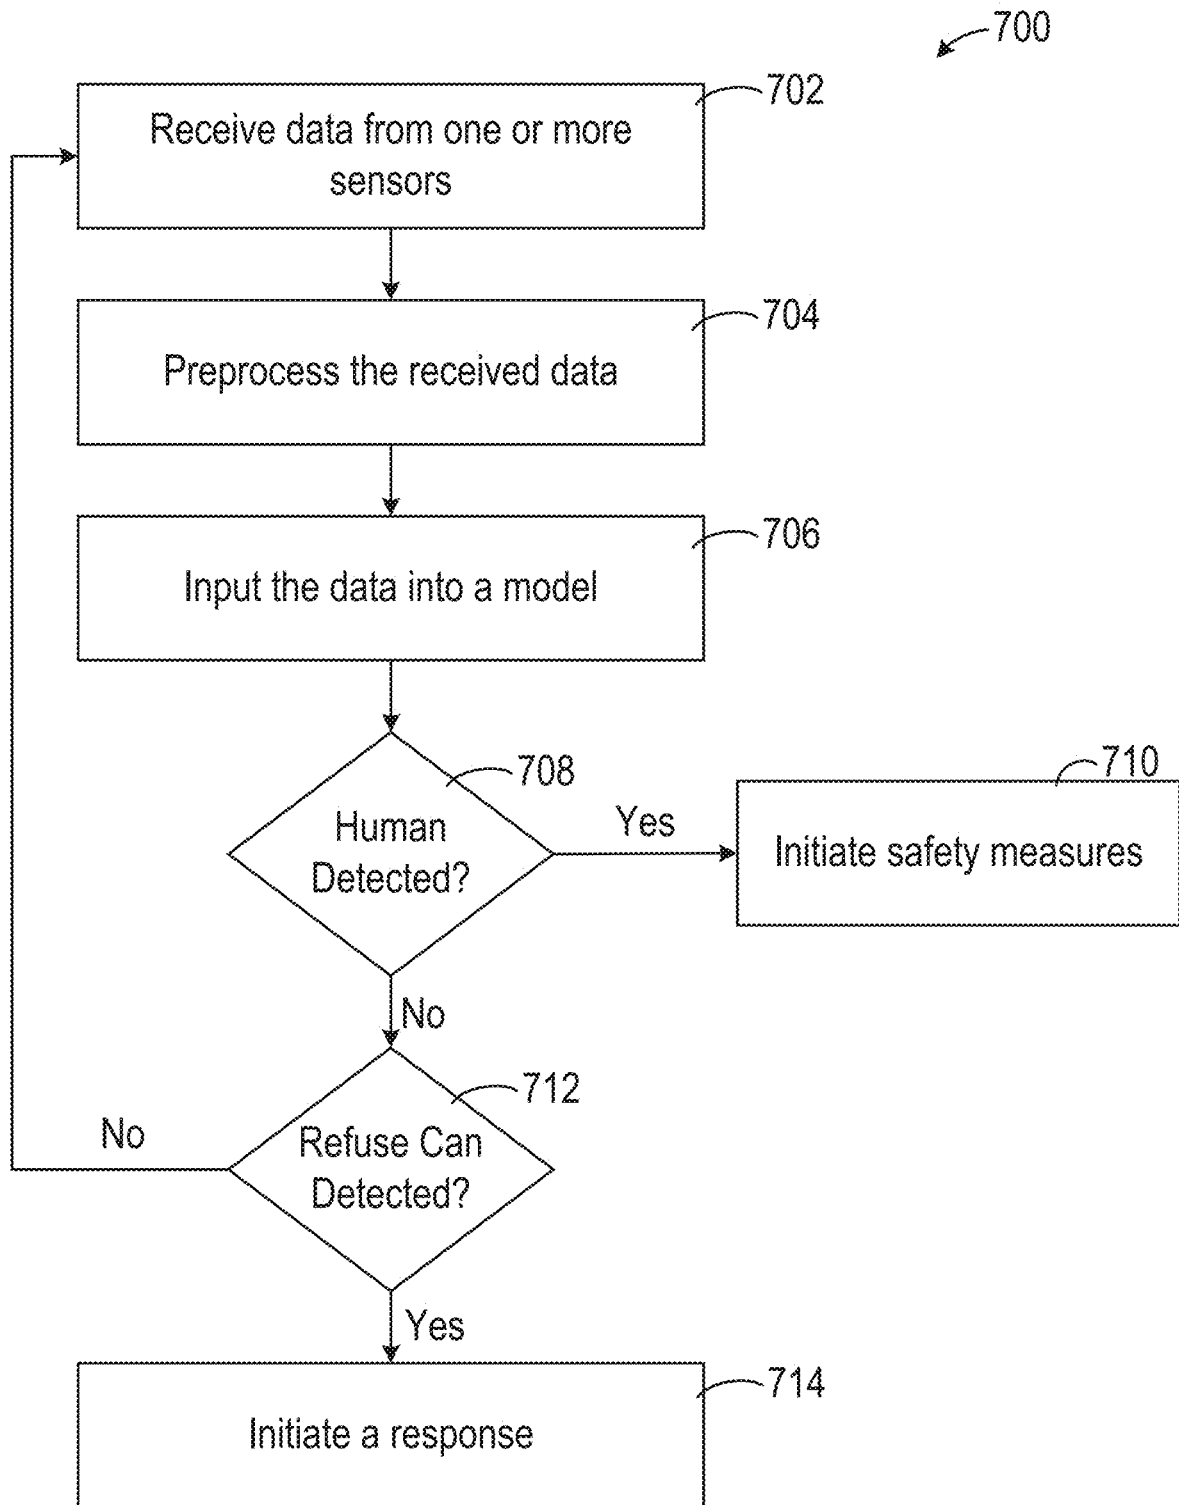 700
702
Receive data from one or more
sensors
704
Preprocess the received data
706
Input the data into a model
708
Human
Detected?
Yes
710
Initiate safety measures
No
712
Refuse Can
Detected?
No
Yes
714
Initiate a response